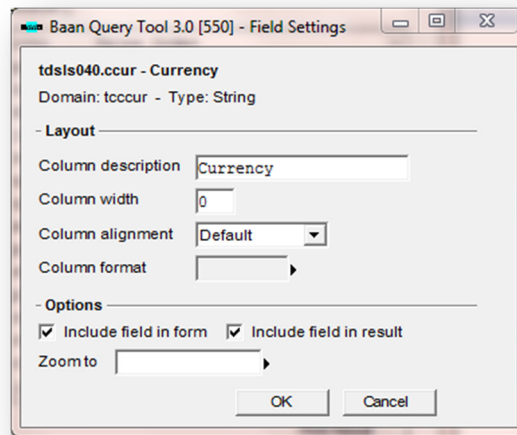 Baan Query Tool 3.0 [550] - Field Settings
tdsls040.ccur - Currency
Domain: tcccur - Type: String
Layout
Column description Currency
Column width 0
Column alignment Default
Column format
Options
Include field in form Include field in result
Zoom to
OK Cancel